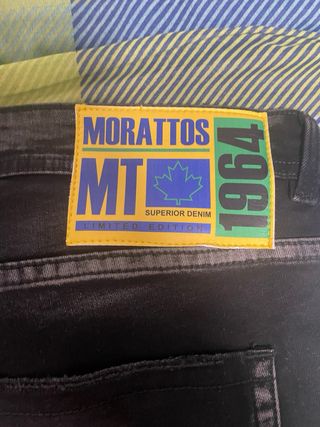 MORATTOS
MT
SUPERIOR DENIM
LIMITED EDITION
1964